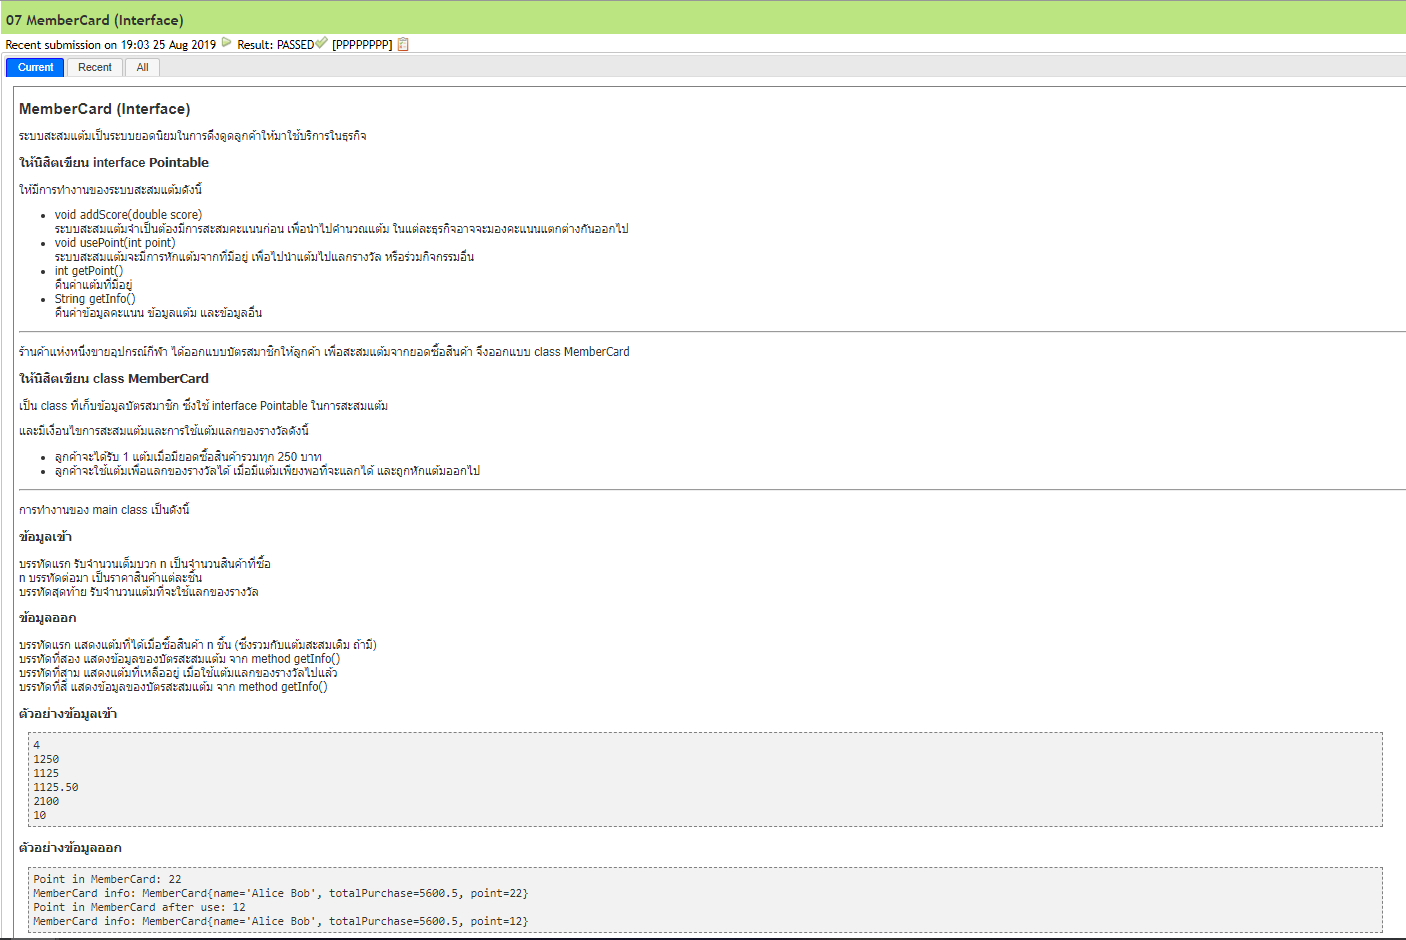 07 MemberCard (Interface)
Recent submission on 19:03 25 Aug 2019 Result: PASSED [PPPPPPPP]
Current Recent All
MemberCard (Interface)
ระบบสะสมแต้มเป็นระบบยอดนิยมในการดึงดูดลูกค้าให้มาใช้บริการในธุรกิจ
ให้นิสิตเขียน interface Pointable
ให้มีการทำงานของระบบสะสมแต้มดังนี้
void addScore(double score)
ระบบสะสมแต้มจำเป็นต้องมีการสะสมคะแนนก่อน เพื่อนำไปคำนวณแต้ม ในแต่ละธุรกิจอาจจะมองคะแนนแตกต่างกันออกไป
void usePoint(int point)
ระบบสะสมแต้มจะมีการหักแต้มจากที่มีอยู่ เพื่อไปนำแต้มไปแลกรางวัล หรือร่วมกิจกรรมอื่น
int getPoint()
คืนค่าแต้มที่มีอยู่
String getInfo()
คืนค่าข้อมูลคะแนน ข้อมูลแต้ม และข้อมูลอื่น
ร้านค้าแห่งหนึ่งขายอุปกรณ์กีฬา ได้ออกแบบบัตรสมาชิกให้ลูกค้า เพื่อสะสมแต้มจากยอดซื้อสินค้า จึงออกแบบ class MemberCard
ให้นิสิตเขียน class MemberCard
เป็น class ที่เก็บข้อมูลบัตรสมาชิก ซึ่งใช้ interface Pointable ในการสะสมแต้ม
และมีเงื่อนไขการสะสมแต้มและการใช้แต้มแลกของรางวัลดังนี้
ลูกค้าจะได้รับ 1 แต้มเมื่อมียอดซื้อสินค้ารวมทุก 250 บาท
ลูกค้าจะใช้แต้มเพื่อแลกของรางวัลได้ เมื่อมีแต้มเพียงพอที่จะแลกได้ และถูกหักแต้มออกไป
การทำงานของ main class เป็นดังนี้
ข้อมูลเข้า
บรรทัดแรก รับจำนวนเต็มบวก n เป็นจำนวนสินค้าที่ซื้อ
n บรรทัดต่อมา เป็นราคาสินค้าแต่ละชิ้น
บรรทัดสุดท้าย รับจำนวนแต้มที่จะใช้แลกของรางวัล
ข้อมูลออก
บรรทัดแรก แสดงแต้มที่ได้เมื่อซื้อสินค้า n ชิ้น (ซึ่งรวมกับแต้มสะสมเดิม ถ้ามี)
บรรทัดที่สอง แสดงข้อมูลของบัตรสะสมแต้ม จาก method getInfo()
บรรทัดที่สาม แสดงแต้มที่เหลืออยู่ เมื่อใช้แต้มแลกของรางวัลไปแล้ว
บรรทัดที่สี่ แสดงข้อมูลของบัตรสะสมแต้ม จาก method getInfo()
ตัวอย่างข้อมูลเข้า
4
1250
1125
1125.50
2100
10
ตัวอย่างข้อมูลออก
Point in MemberCard: 22
MemberCard info: MemberCard{name='Alice Bob', totalPurchase=5600.5, point=22}
Point in MemberCard after use: 12
MemberCard info: MemberCard{name='Alice Bob', totalPurchase=5600.5, point=12}